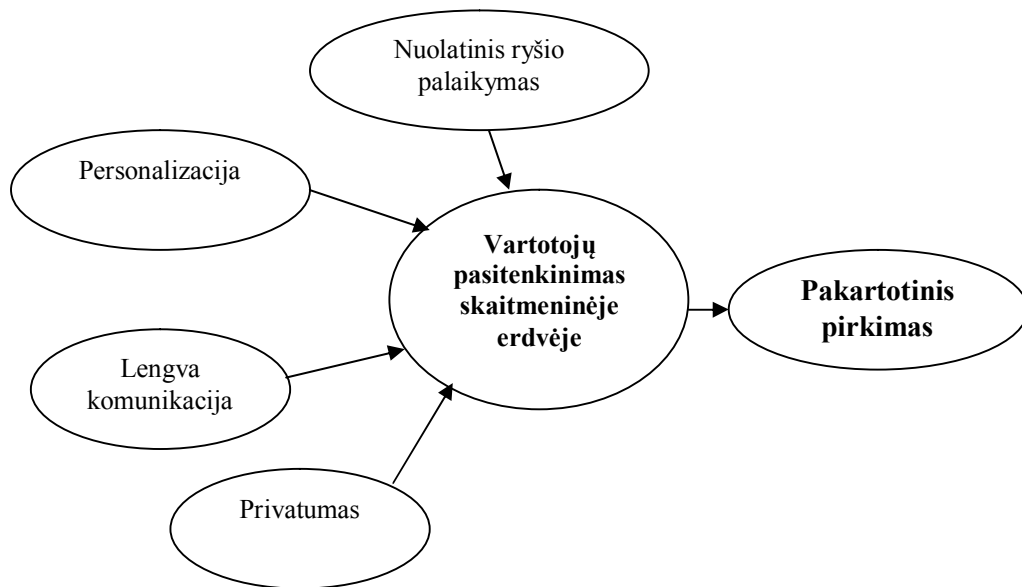 Nuolatinis ryšio
palaikymas
Personalizacija
Vartotojų
pasitenkinimas
skaitmeninėje
erdvėje
Pakartotinis
pirkimas
Lengva
komunikacija
Privatumas